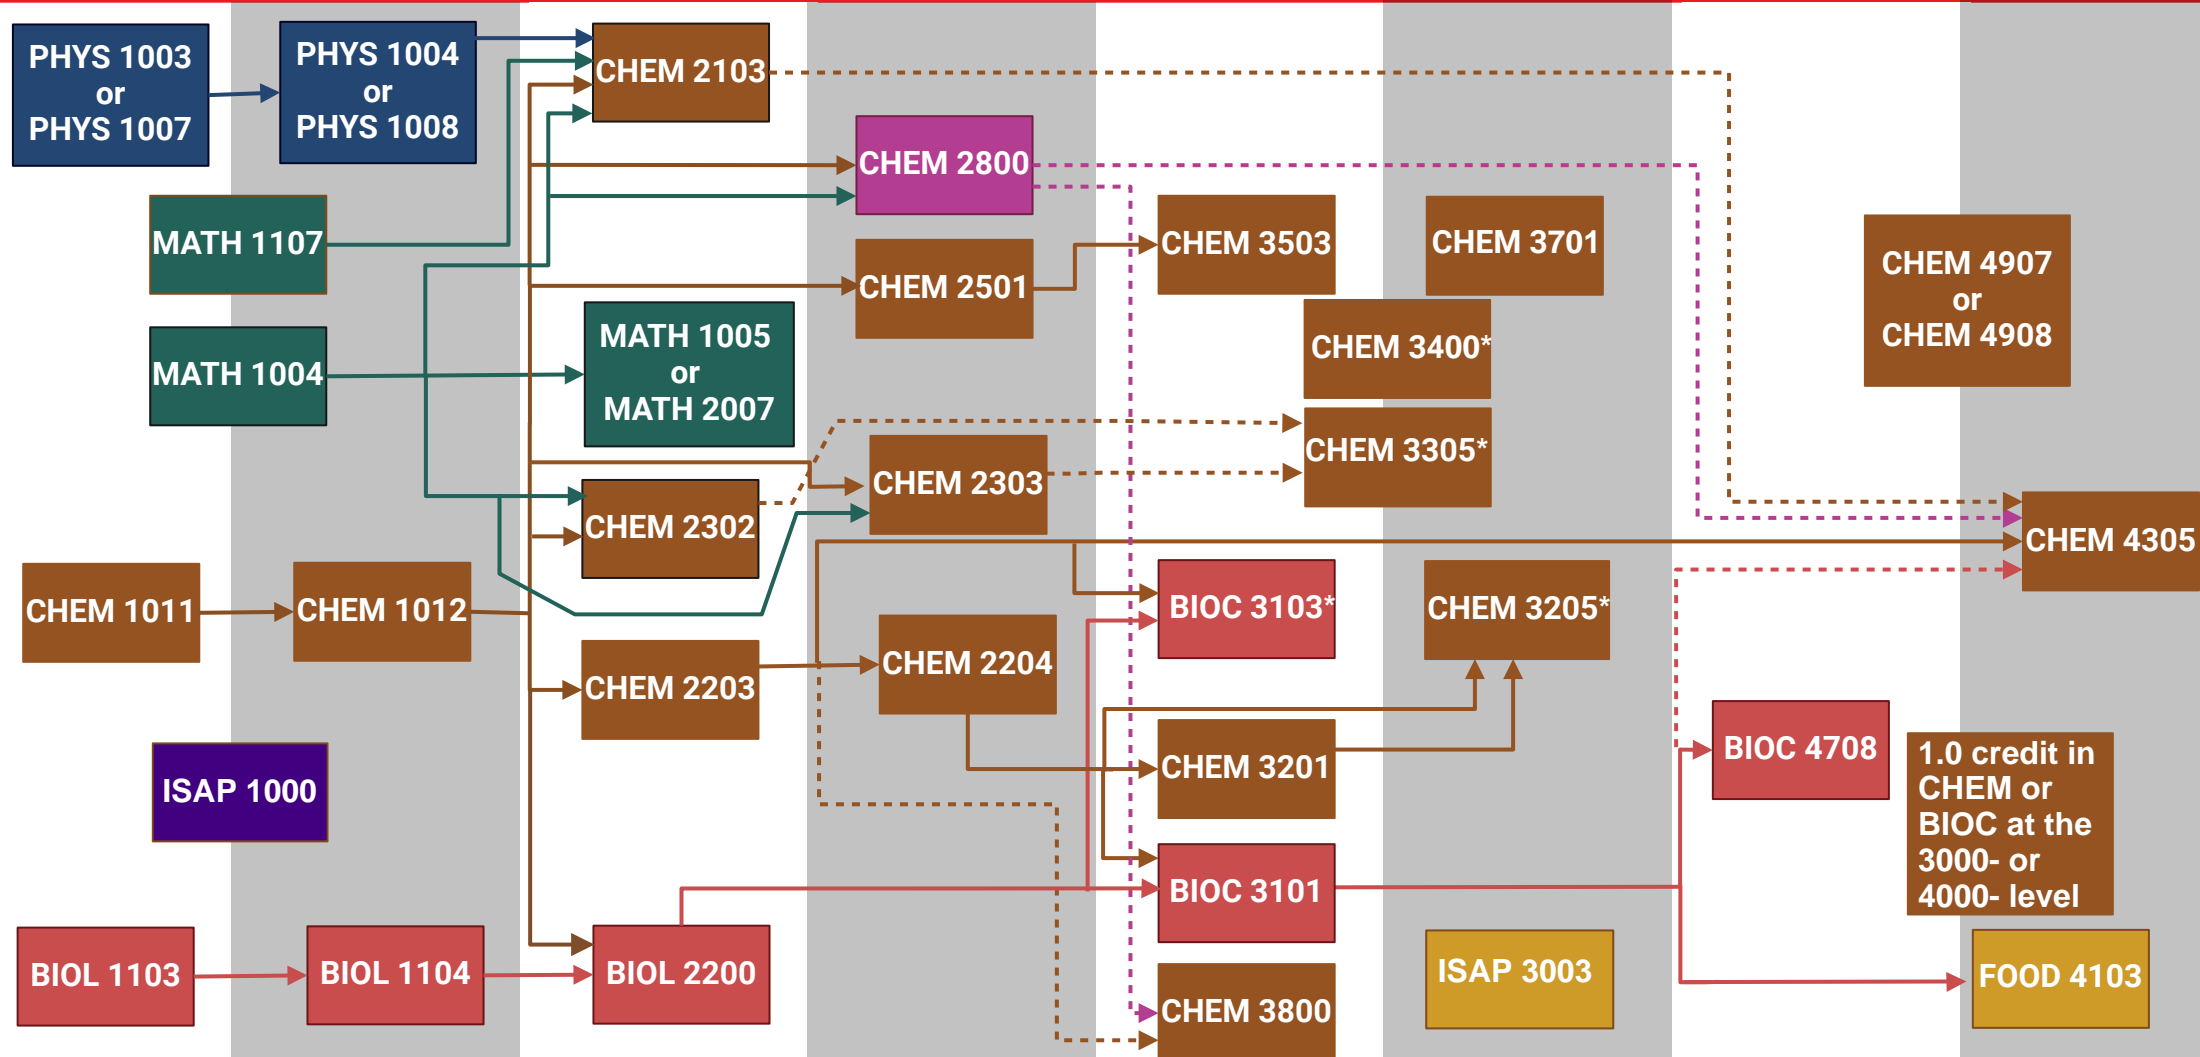 PHYS 1003
or
PHYS 1007
PHYS 1004
or
PHYS 1008
CHEM 2103
CHEM 2800
MATH 1107
CHEM 2501
CHEM 3503
CHEM 3701
CHEM 4907
or
CHEM 4908
MATH 1004
MATH 1005
or
MATH 2007
CHEM 3400*
CHEM 2303
CHEM 3305*
CHEM 2302
CHEM 4305
CHEM 1011
CHEM 1012
BIOC 3103*
CHEM 3205*
CHEM 2203
CHEM 2204
ISAP 1000
CHEM 3201
BIOC 4708
1.0 credit in
CHEM or
BIOC at the
3000- or
4000- level
BIOC 3101
BIOL 1103
BIOL 1104
BIOL 2200
CHEM 3800
ISAP 3003
FOOD 4103